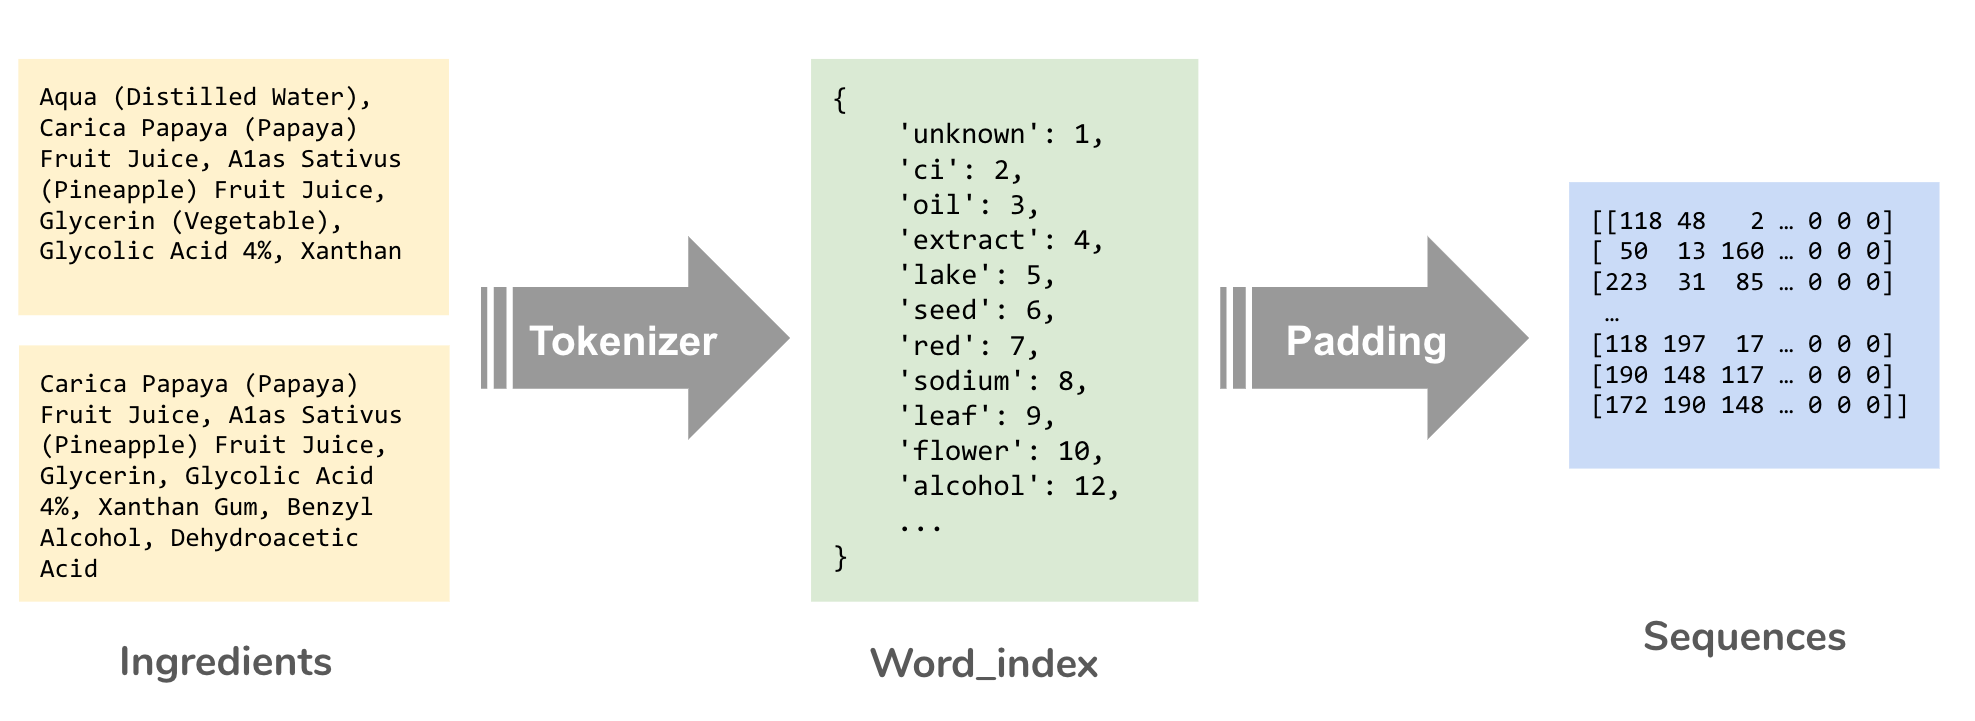 Aqua (Distilled Water),
Carica Papaya (Papaya)
Fruit Juice, A1as Sativus
(Pineapple) Fruit Juice,
Glycerin (Vegetable),
Glycolic Acid 4%, Xanthan
Carica Papaya (Papaya)
Fruit Juice, A1as Sativus
(Pineapple) Fruit Juice,
Glycerin, Glycolic Acid
4%, Xanthan Gum, Benzyl
Alcohol, Dehydroacetic
Acid
Ingredients
Tokenizer
{
'unknown': 1,
'ci': 2,
'oil': 3,
'extract': 4,
'lake': 5,
'seed': 6,
'red': 7,
'sodium': 8,
'leaf': 9,
'flower': 10,
'alcohol': 12,
...
}
Word_index
Padding
[[118 48 2 … 0 0 0]
[ 50 13 160 … 0 0 0]
[223 31 85 … 0 0 0]
…
[118 197 17 … 0 0 0]
[190 148 117 … 0 0 0]
[172 190 148 … 0 0 0]]
Sequences